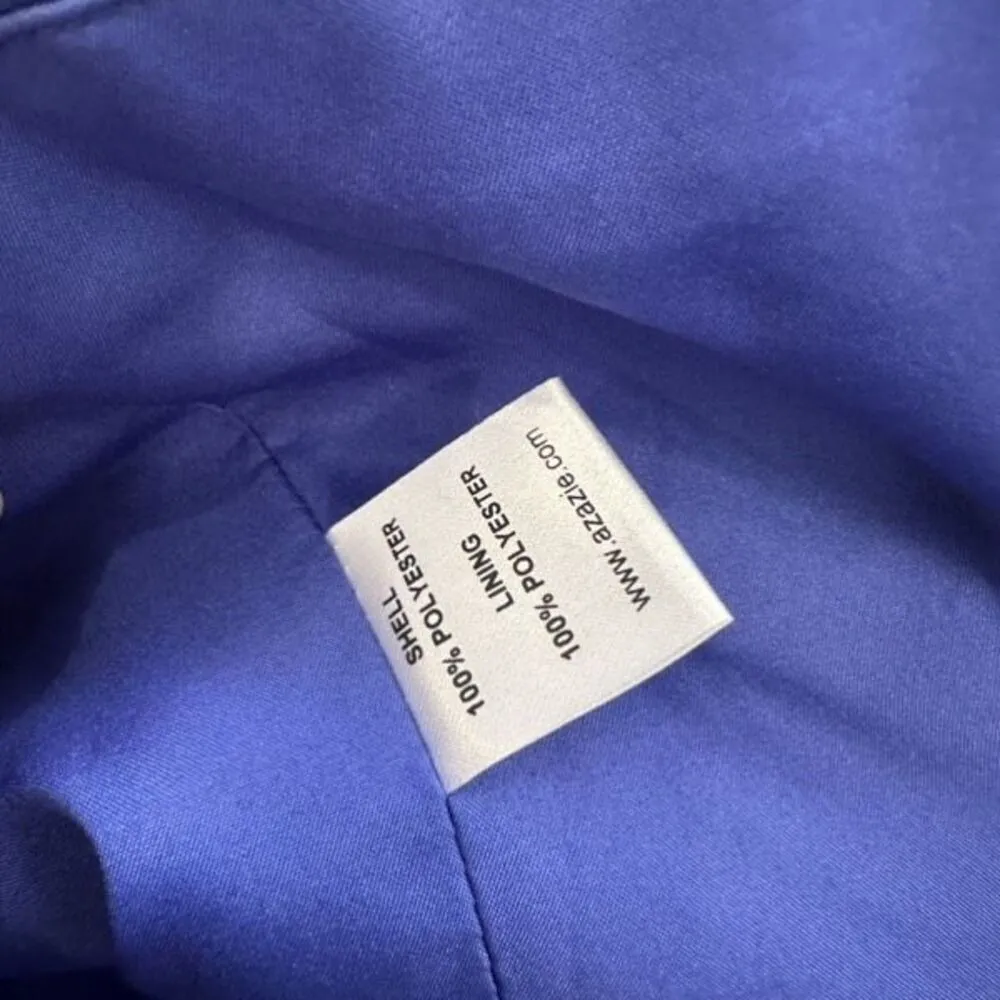 SHELL
100% POLYESTER
LINING
100% POLYESTER
www.azazie.com